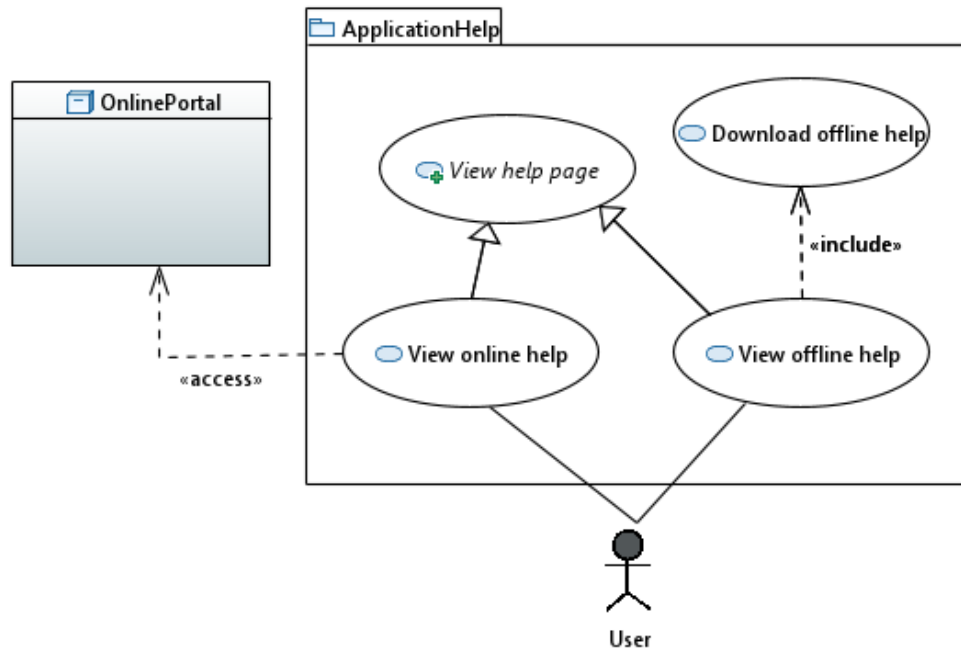 ApplicationHelp
OnlinePortal
Download offline help
View help page
«include»
View online help
View offline help
«access»
User